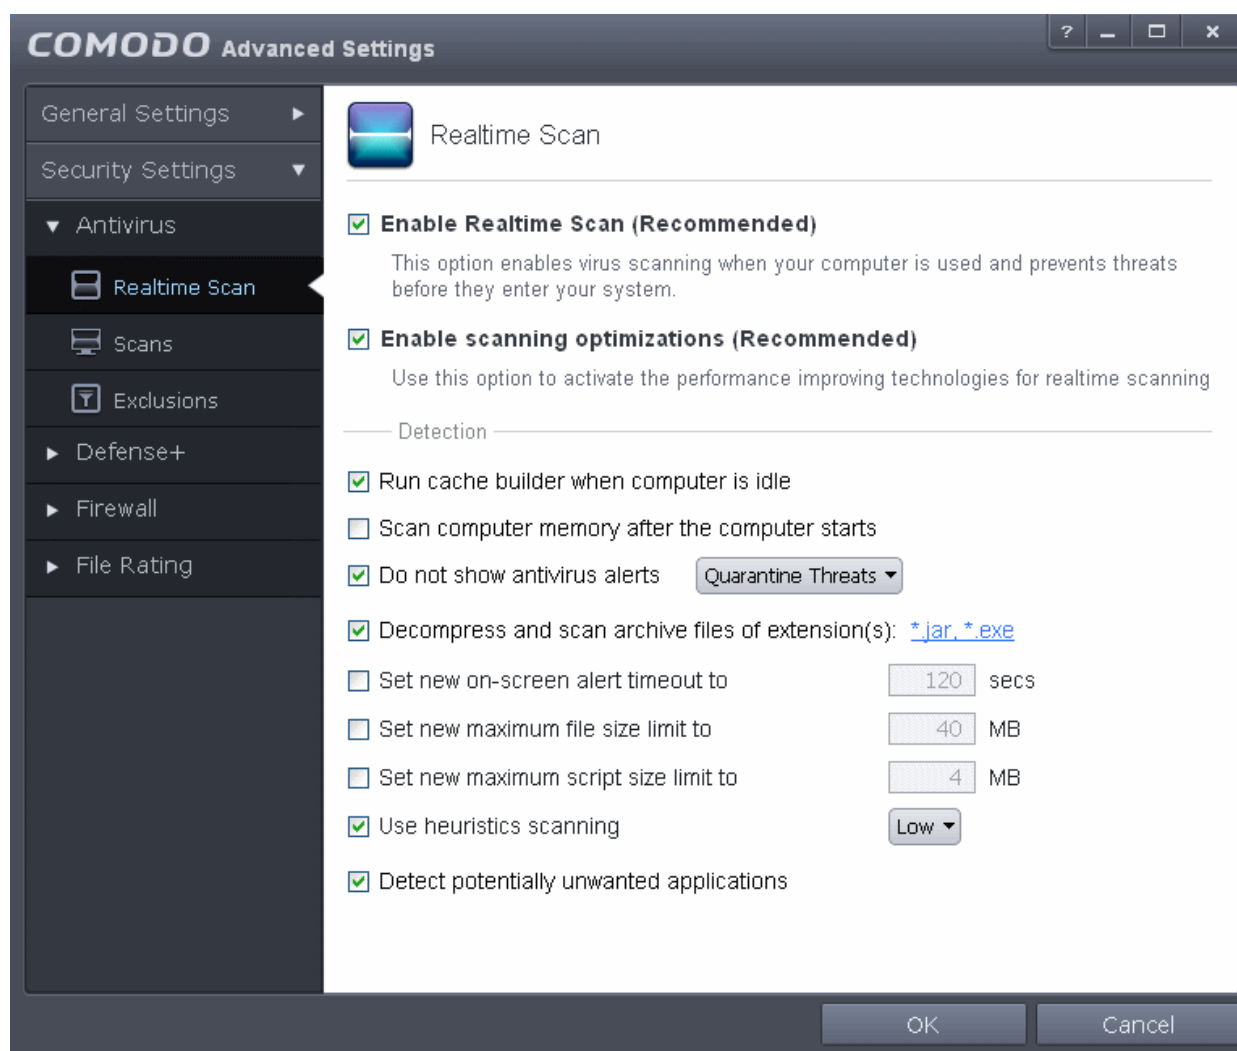 COMODO Advanced Settings
?
General Settings
Security Settings
Antivirus
Realtime Scan
Scans
Exclusions
Defense+
Firewall
File Rating
Realtime Scan
Enable Realtime Scan (Recommended)
This option enables virus scanning when your computer is used and prevents threats
before they enter your system.
Enable scanning optimizations (Recommended)
Use this option to activate the performance improving technologies for realtime scanning
Detection
Run cache builder when computer is idle
Scan computer memory after the computer starts
Do not show antivirus alerts Quarantine Threats
Decompress and scan archive files of extension(s): *.jar, *.exe
Set new on-screen alert timeout to 120 secs
Set new maximum file size limit to 40 MB
Set new maximum script size limit to 4 MB
Use heuristics scanning Low
Detect potentially unwanted applications
OK Cancel